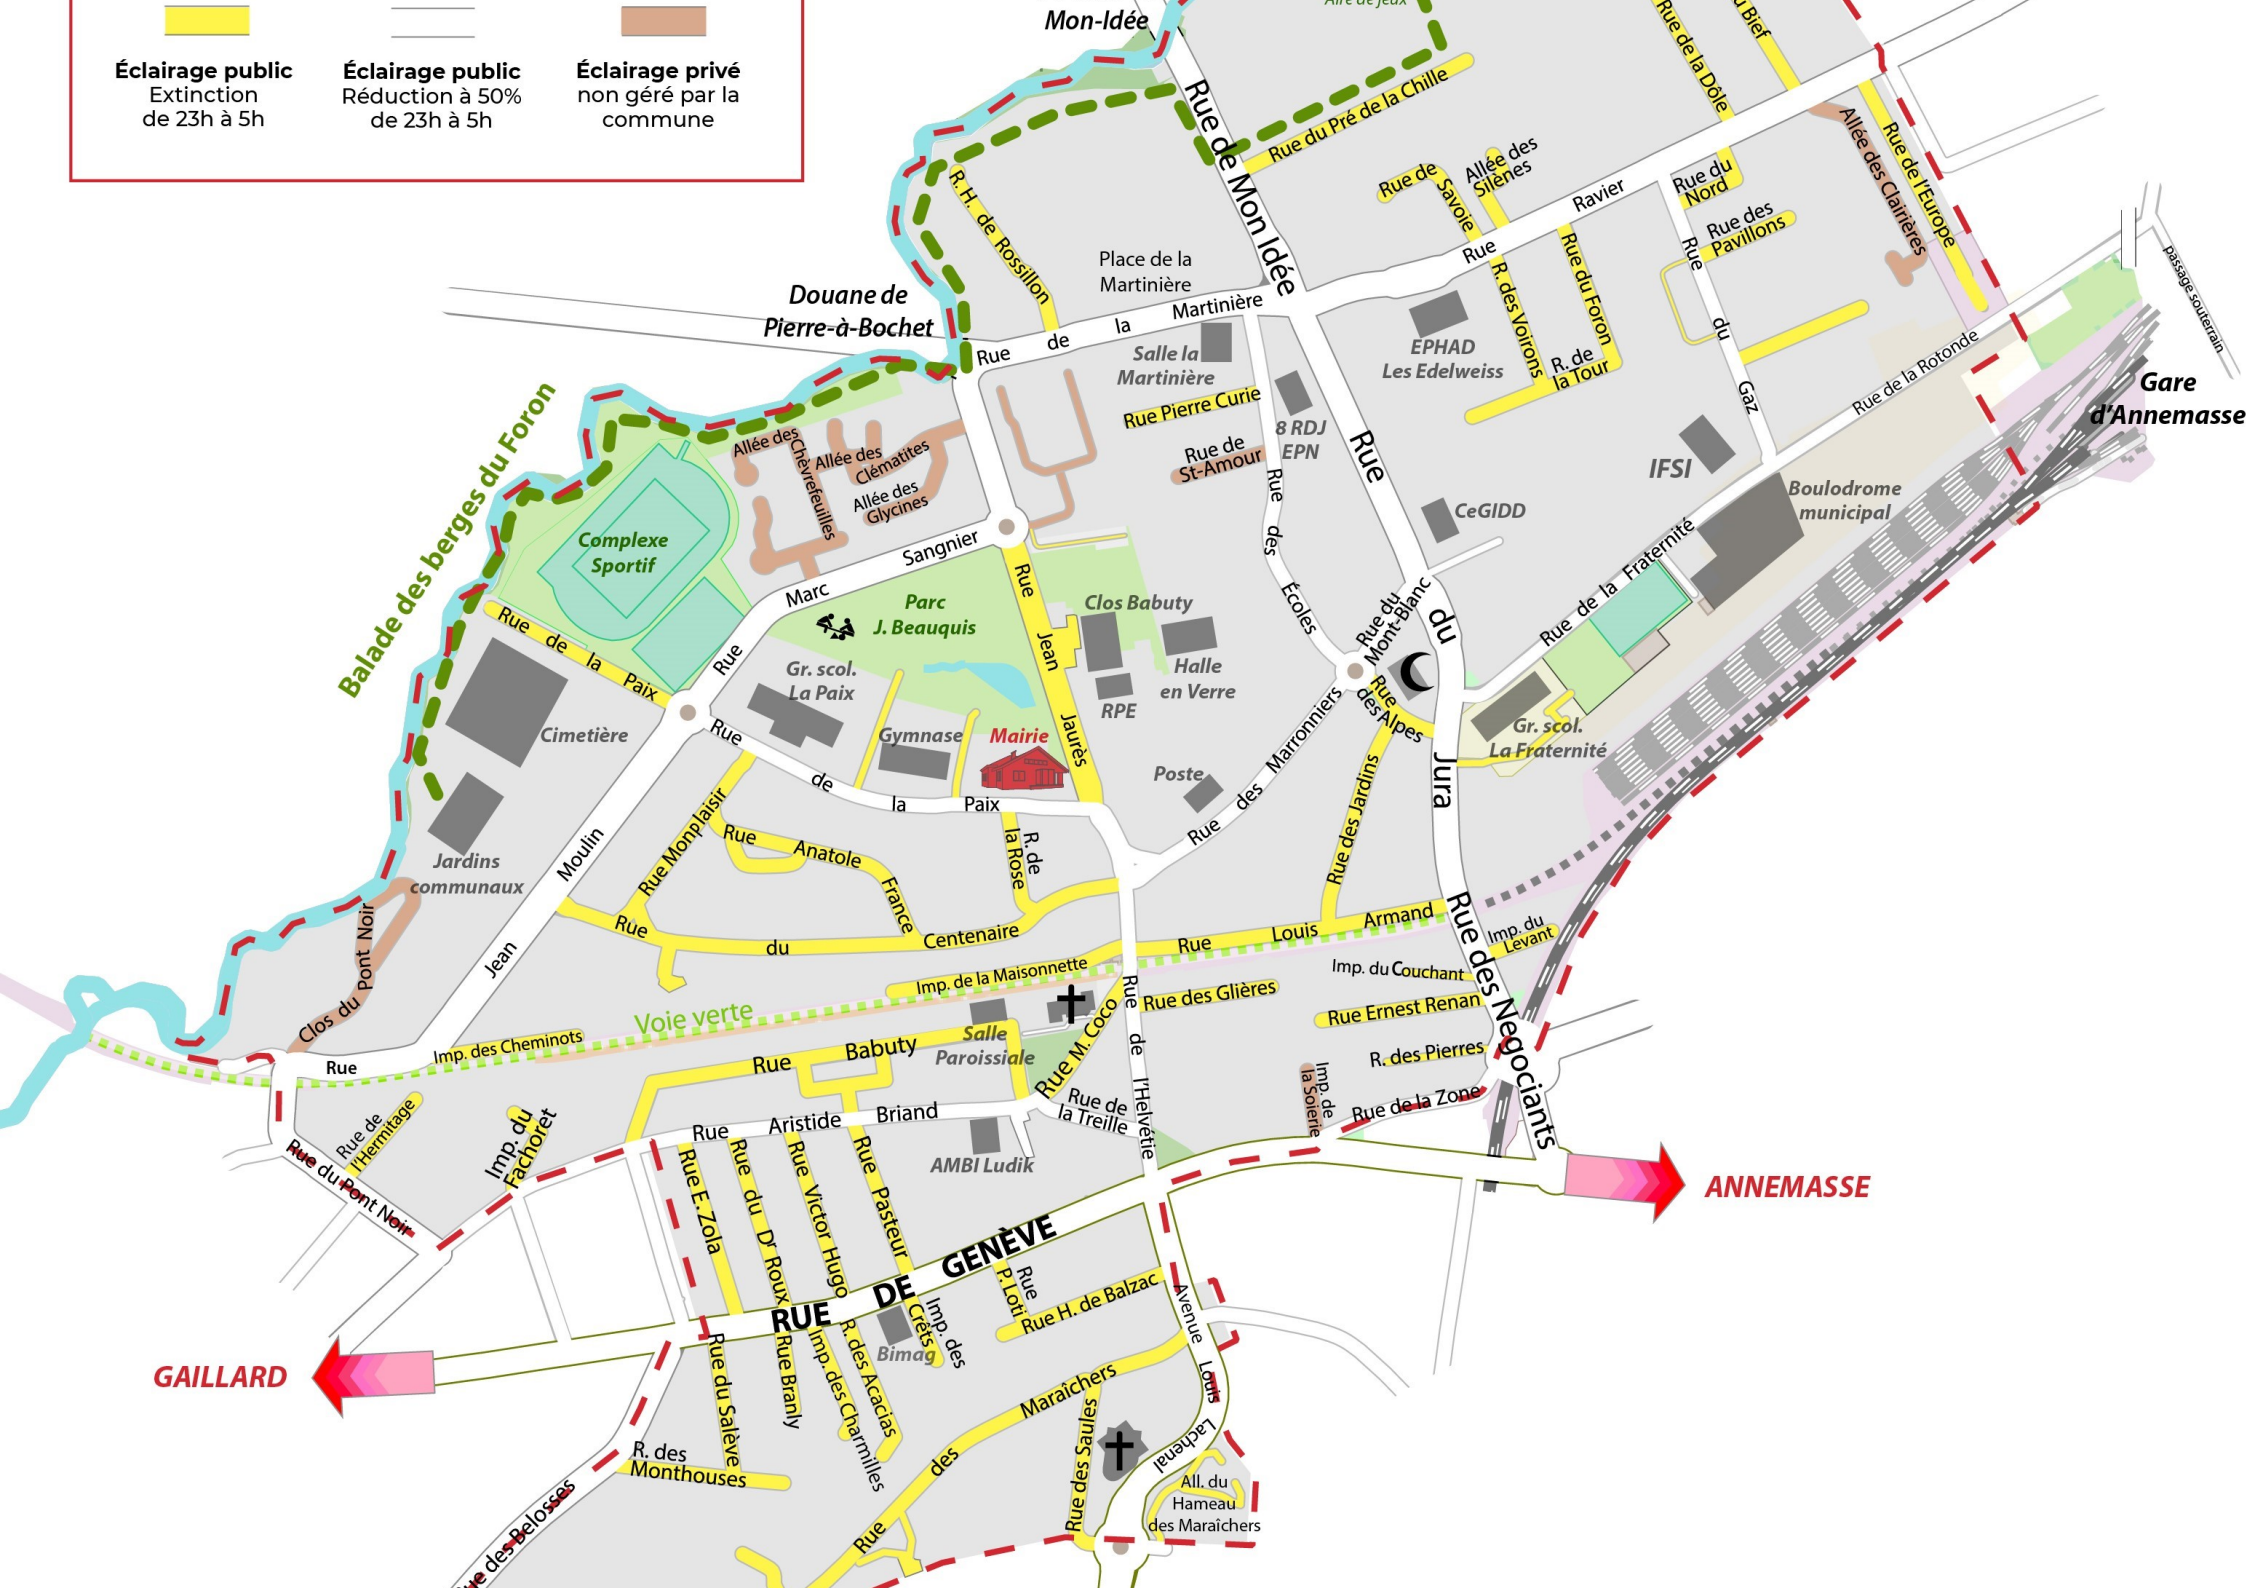 Éclairage public
Extinction
de 23h à 5h
Éclairage public
Réduction à 50%
de 23h à 5h
Éclairage privé
non géré par la
commune
Mon-Idée
Aire de jeux
Rue de la Dôle
u Bief
Rue du Pré de la Chille
Rue de Mon Idée
Rue de
Savoie
Allée des
Silènes
Rue Ravier
Rue du
Nord
Rue des
Pavillons
Allée des Clairières
Rue de l'Europe
passage souterrain
R. H. de Rossillon
Place de la
Martinière
Douane de
Pierre-à-Bochet
Rue de la Martinière
Salle la
Martinière
EPHAD
Les Edelweiss
R. des Voirons
Rue du Foron
R. de
la Tour
Rue du Gaz
Rue de la Rotonde
Gare
d'Annemasse
Balade des berges du Foron
Rue Pierre Curie
Rue de
St-Amour
8 RDJ
EPN
Rue des Écoles
Rue du Jura
CeGIDD
IFSI
Boulodrome
municipal
Rue de la Fraternité
Allée des
Chèvrefeuilles
Allée des
Clématites
Allée des
Glycines
Complexe
Sportif
Rue Marc Sangnier
Parc
J. Beauquis
Rue Jean Jaurès
Clos Babuty
Halle
en Verre
RPE
Rue du
Mont-Blanc
Rue
des Alpes
Gr. scol.
La Fraternité
Rue de la Paix
Cimetière
Gr. scol.
La Paix
Gymnase
Mairie
Poste
Rue des Marronniers
Rue des Jardins
Rue de la Paix
Jardins
communaux
Rue Jean Moulin
Rue Monplaisir
Rue Anatole France
R. de
la Rose
Rue du Centenaire
Rue Louis Armand
Rue des Negociants
Imp. du
Levant
Imp. du Couchant
Clos du Pont Noir
Imp. de la Maisonnette
Voie verte
Imp. des Cheminots
Rue des Glières
Rue Ernest Renan
R. des Pierres
Salle
Paroissiale
Rue Babuty
Rue M. Coco
Rue de l'Helvétie
Imp. de
la Soierie
Rue de la Zone
Rue de
l'Hermitage
Imp. du
Fachoret
Rue du Pont Noir
Rue Aristide Briand
Rue de
la Treille
AMBI Ludik
Rue E. Zola
Rue du Dr Roux
Rue Victor Hugo
Rue Pasteur
ANNEMASSE
RUE DE GENÈVE
Rue
P. Loti
Rue H. de Balzac
Avenue Louis Lachenal
GAILLARD
Bimag
Imp. des
Crêts
Rue du Salève
Rue Branly
Imp. des Charmilles
R. des Acacias
Rue des Maraîchers
Rue des Saules
R. des
Monthouses
All. du
Hameau
des Maraîchers
ue des Belosses